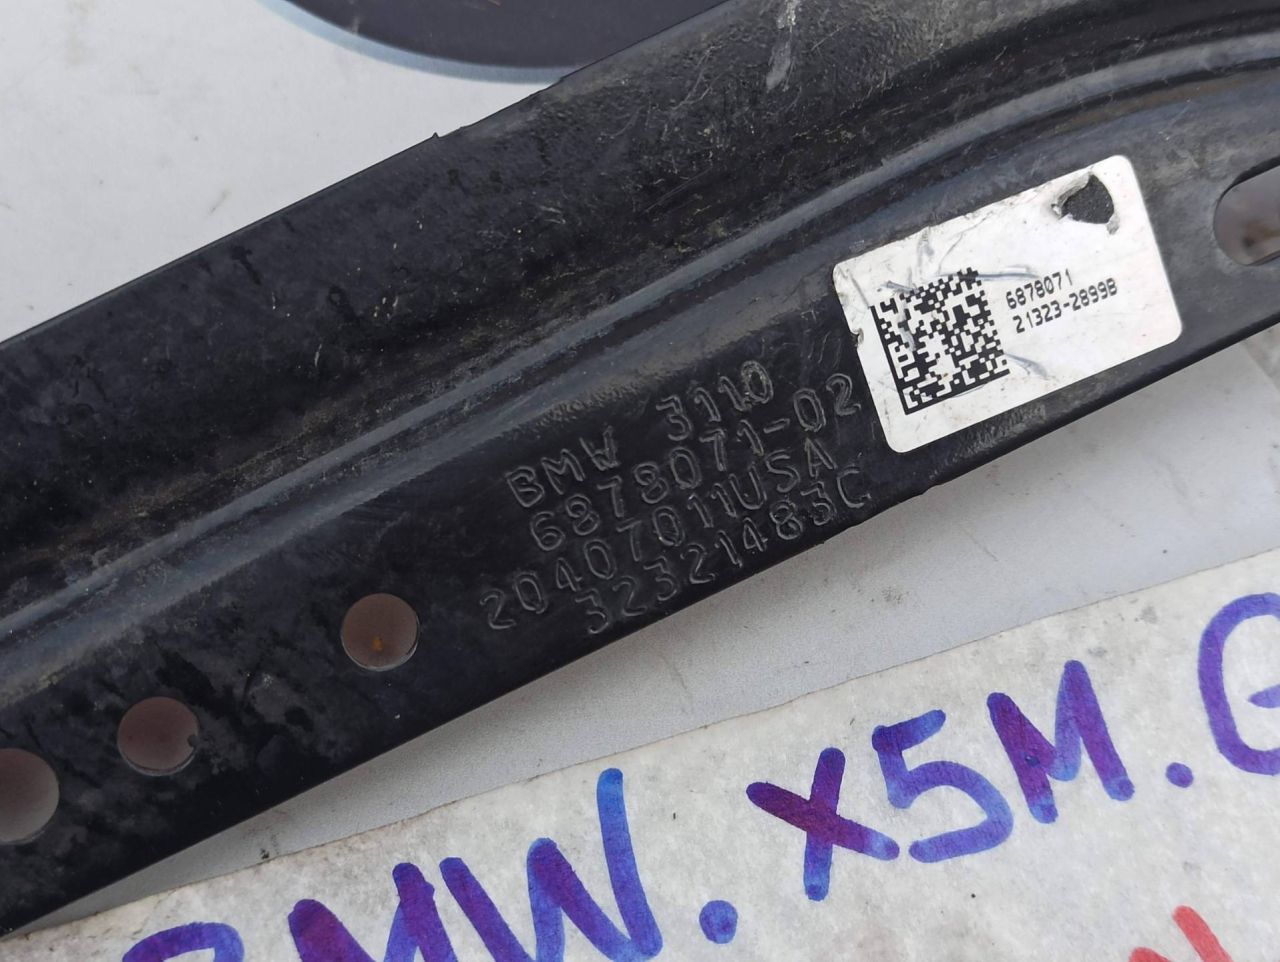 6878071
21323-2899B
BMW 3110
6878071-02
20407011USA
32321483C
BMW. X5M.G